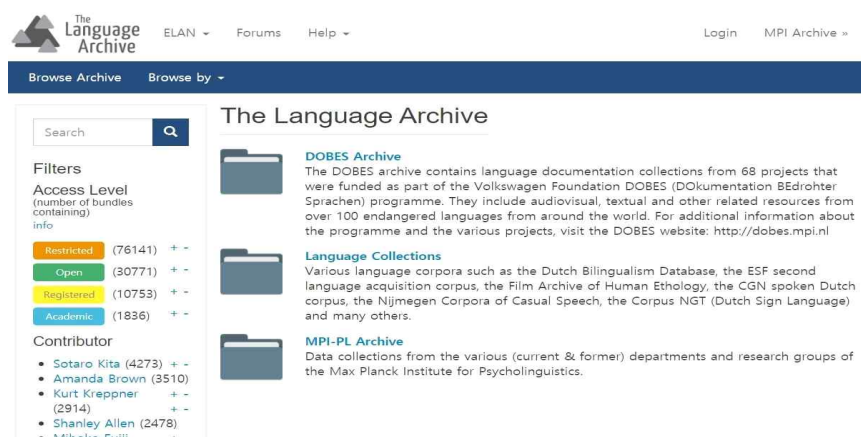 The Language Archive
ELAN
Forums
Help
Login
MPI Archive »
Browse Archive
Browse by
Search
Filters
Access Level
(number of bundles
containing)
info
Restricted (76141) + -
Open (30771) + -
Registered (10753) + -
Academic (1836) + -
Contributor
Sotaro Kita (4273) + -
Amanda Brown (3510)
Kurt Kreppner + -
(2914) + -
Shanley Allen (2478)
The Language Archive
DOBES Archive
The DOBES archive contains language documentation collections from 68 projects that
were funded as part of the Volkswagen Foundation DOBES (DOkumentation BEdrohter
Sprachen) programme. They include audiovisual, textual and other related resources from
over 100 endangered languages from around the world. For additional information about
the programme and the various projects, visit the DOBES website: http://dobes.mpi.nl
Language Collections
Various language corpora such as the Dutch Bilingualism Database, the ESF second
language acquisition corpus, the Film Archive of Human Ethology, the CGN spoken Dutch
corpus, the Nijmegen Corpora of Casual Speech, the Corpus NGT (Dutch Sign Language)
and many others.
MPI-PL Archive
Data collections from the various (current & former) departments and research groups of
the Max Planck Institute for Psycholinguistics.